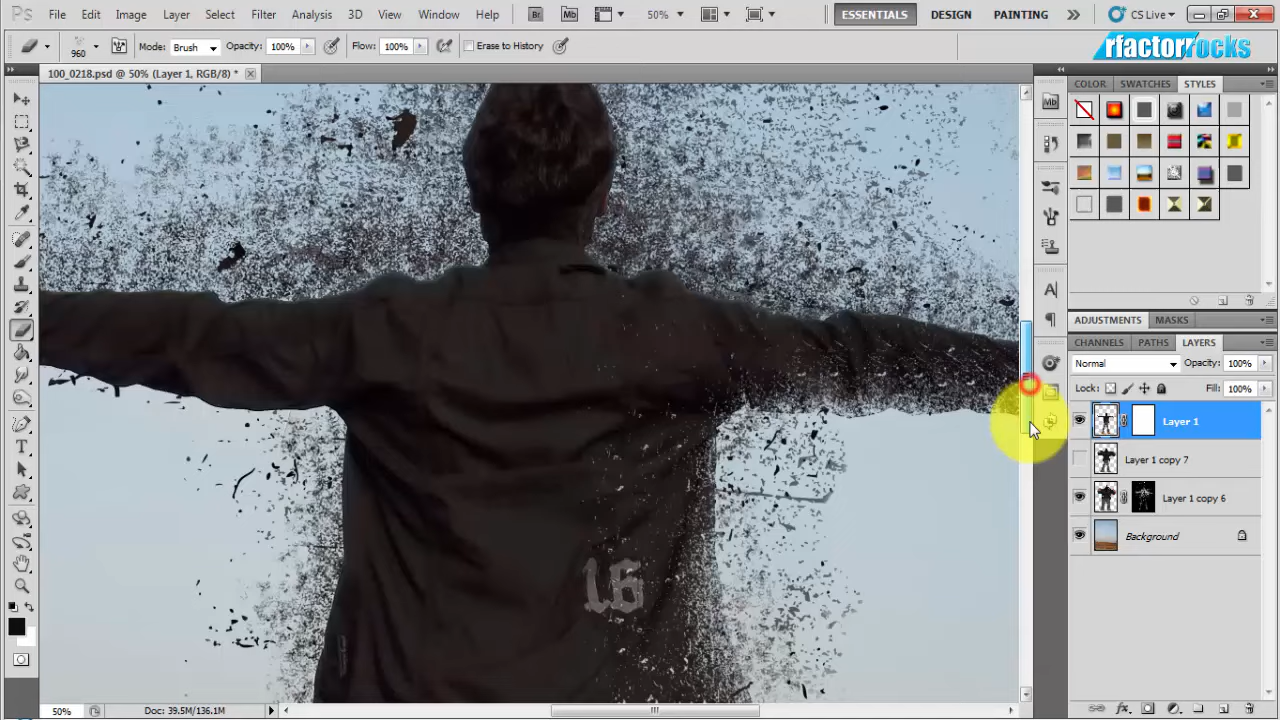 Ps File Edit Image Layer Select Filter Analysis 3D View Window Help Br Mb 50% ESSENTIALS DESIGN PAINTING CS Live
960 Mode: Brush Opacity: 100% Flow: 100% Erase to History
rfactorrocks
100_0218.psd @ 50% (Layer 1, RGB/8) *
COLOR SWATCHES STYLES
Mb
ADJUSTMENTS MASKS
CHANNELS PATHS LAYERS
Normal Opacity: 100%
Lock: Fill: 100%
Layer 1
Layer 1 copy 7
Layer 1 copy 6
Background
16
50% Doc: 39.5M/136.1M